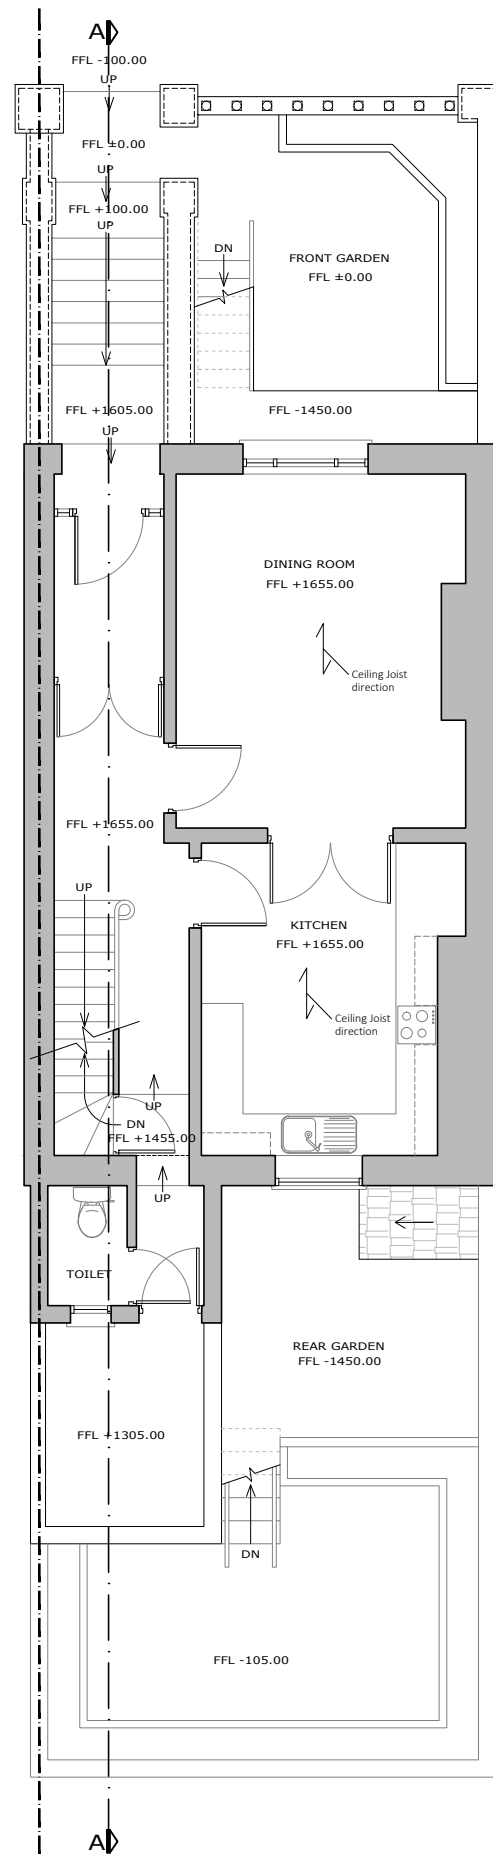 A
FFL -100.00
UP
FFL ±0.00
UP
FFL +100.00
UP
DN
FRONT GARDEN
FFL ±0.00
FFL +1605.00
FFL -1450.00
UP
DINING ROOM
FFL +1655.00
Ceiling Joist
direction
FFL +1655.00
UP
KITCHEN
FFL +1655.00
Ceiling Joist
direction
UP
DN
FFL +1455.00
UP
TOILET
REAR GARDEN
FFL -1450.00
FFL +1305.00
DN
FFL -105.00
A